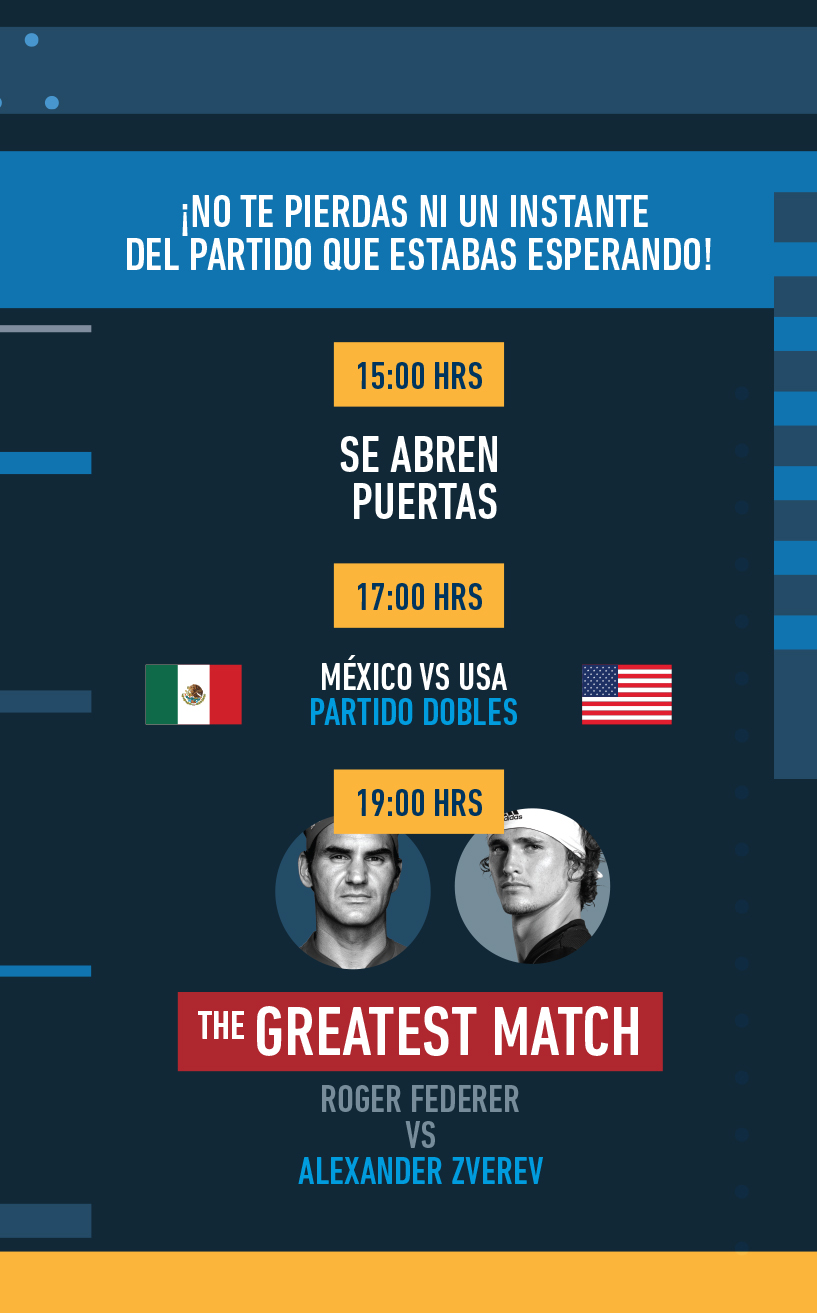 ¡NO TE PIERDAS NI UN INSTANTE
DEL PARTIDO QUE ESTABAS ESPERANDO!
15:00 HRS
SE ABREN
PUERTAS
17:00 HRS
MÉXICO VS USA
PARTIDO DOBLES
19:00 HRS
adidas
THE GREATEST MATCH
ROGER FEDERER
VS
ALEXANDER ZVEREV